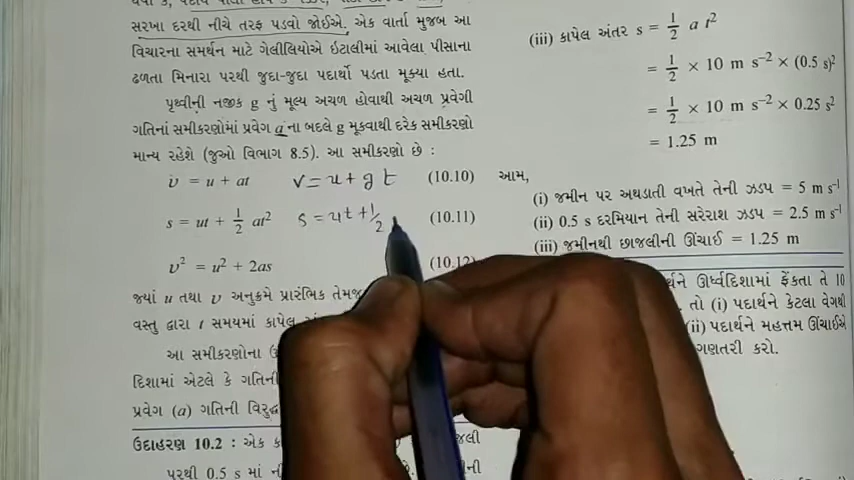 સરખા દરથી નીચે તરફ પડવો જોઈએ. એક વાર્તા મુજબ આ
વિચારના સમર્થન માટે ગેલીલિયોએ ઇટાલીમાં આવેલા પીસાના
ઢળતા મિનારા પરથી જુદા-જુદા પદાર્થો પડતા મૂક્યા હતા.
પૃથ્વીની નજીક g નું મૂલ્ય અચળ હોવાથી અચળ પ્રવેગી
ગતિનાં સમીકરણોમાં પ્રવેગ a ના બદલે g મૂકવાથી દરેક સમીકરણો
માન્ય રહેશે (જુઓ વિભાગ 8.5). આ સમીકરણો છે :
υ = u + at v = u + g t (10.10)
s = ut + 1/2 at² s = ut + 1/2 (10.11)
υ² = u² + 2as (10.12)
જ્યાં u તથા υ અનુક્રમે પ્રારંભિક તેમજ
વસ્તુ દ્વારા t સમયમાં કાપેલ
આ સમીકરણોના
દિશામાં એટલે કે ગતિની
પ્રવેગ (a) ગતિની
ઉદાહરણ 10.2 : એક
પરથી 0.5 s માં
(iii) કાપેલ અંતર s = 1/2 a t²
= 1/2 × 10 m s⁻² × (0.5 s)²
= 1/2 × 10 m s⁻² × 0.25 s²
= 1.25 m
આમ,
(i) જમીન પર અથડાતી વખતે તેની ઝડપ = 5 m s⁻¹
(ii) 0.5 s દરમિયાન તેની સરેરાશ ઝડપ = 2.5 m s⁻¹
(iii) જમીનથી છાજલીની ઊંચાઈ = 1.25 m
ઊર્ધ્વદિશામાં ફેંકતા તે 10
તો (i) પદાર્થને કેટલા વેગથી
(ii) પદાર્થને મહત્તમ ઊંચાઈએ
ગણતરી કરો.